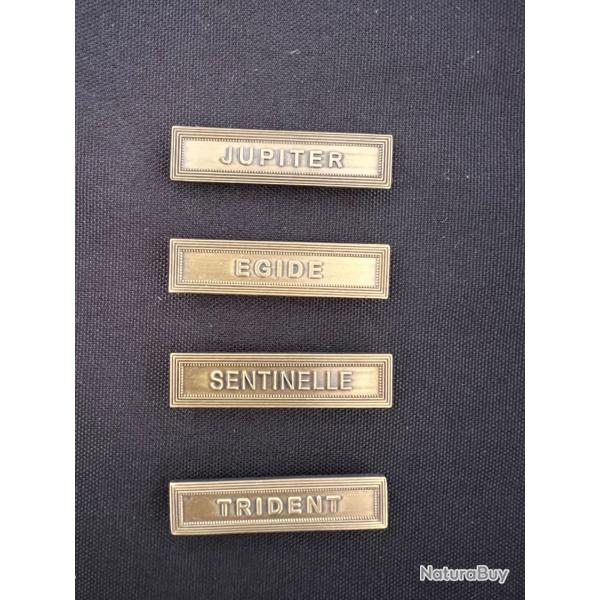 JUPITER
EGIDE
SENTINELLE
TRIDENT
NaturaBuy